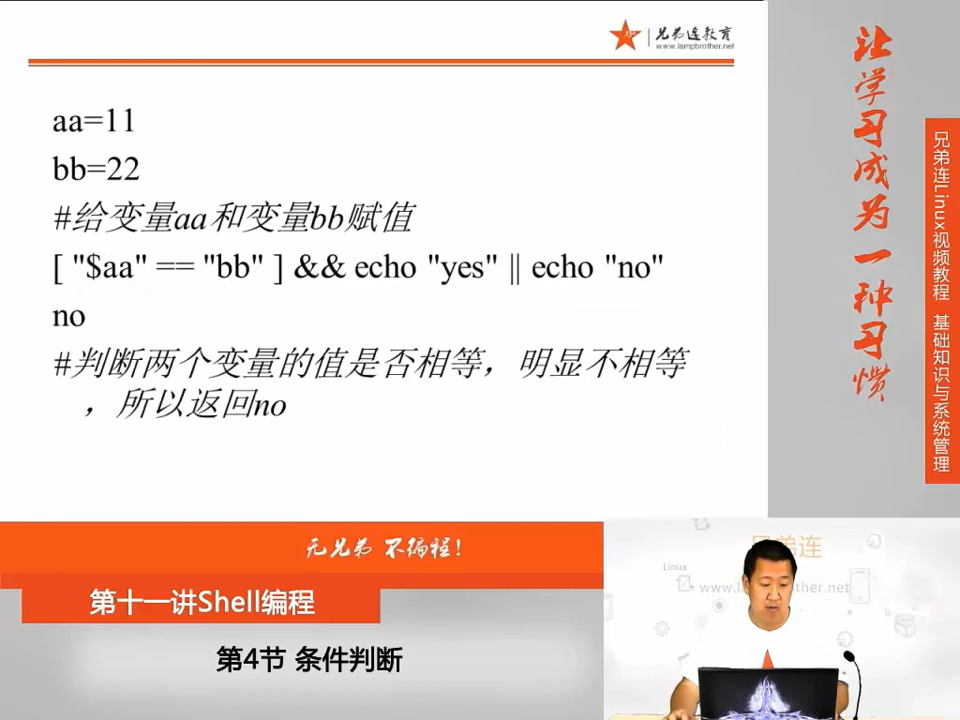 兄弟连教育
www.lampbrother.net
aa=11
bb=22
#给变量aa和变量bb赋值
[ "$aa" == "bb" ] && echo "yes" || echo "no"
no
#判断两个变量的值是否相等，明显不相等
，所以返回no
让学习成为一种习惯
兄弟连Linux视频教程 基础知识与系统管理
无兄弟 不编程！
第十一讲Shell编程
第4节 条件判断
兄弟连
Linux